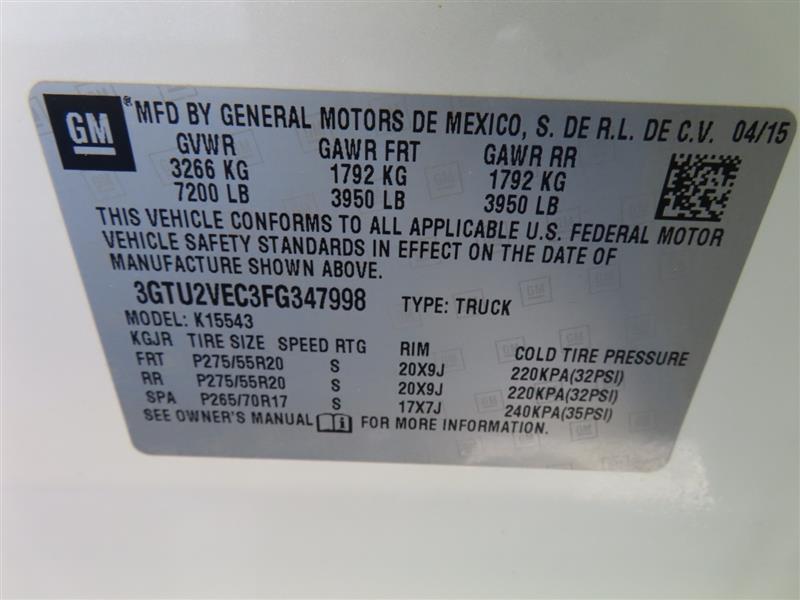 GM® MFD BY GENERAL MOTORS DE MEXICO, S. DE R.L. DE C.V. 04/15
GVWR GAWR FRT GAWR RR
3266 KG 1792 KG 1792 KG
7200 LB 3950 LB 3950 LB
THIS VEHICLE CONFORMS TO ALL APPLICABLE U.S. FEDERAL MOTOR
VEHICLE SAFETY STANDARDS IN EFFECT ON THE DATE OF
MANUFACTURE SHOWN ABOVE.
3GTU2VEC3FG347998 TYPE: TRUCK
MODEL: K15543
KGJR TIRE SIZE SPEED RTG RIM COLD TIRE PRESSURE
FRT P275/55R20 S 20X9J 220KPA(32PSI)
RR P275/55R20 S 20X9J 220KPA(32PSI)
SPA P265/70R17 S 17X7J 240KPA(35PSI)
SEE OWNER'S MANUAL i FOR MORE INFORMATION.